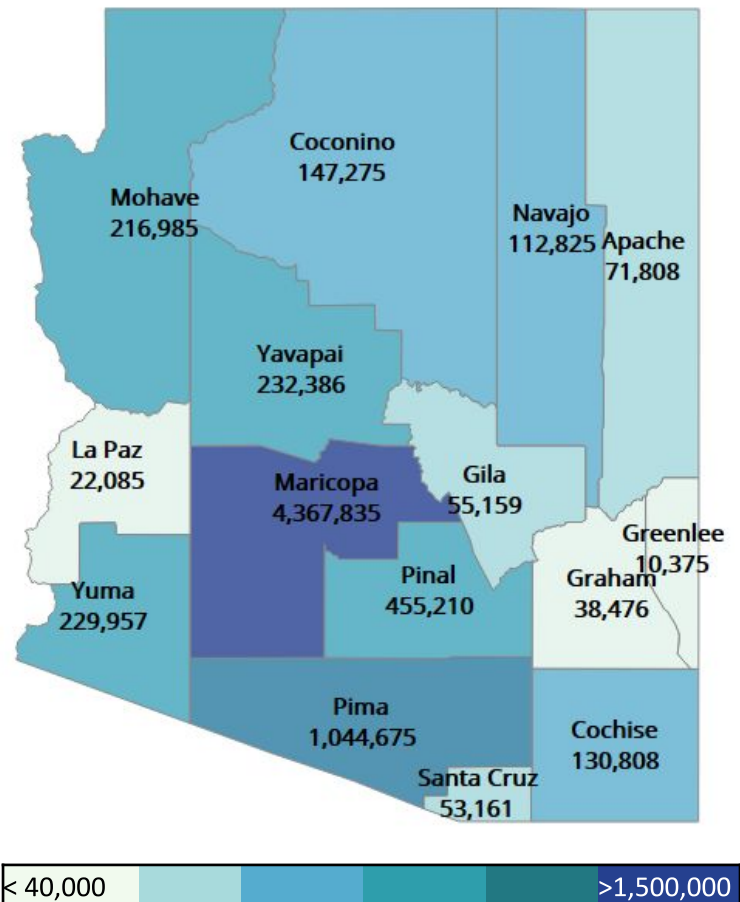 Coconino
147,275
Mohave
216,985
Navajo
112,825
Apache
71,808
Yavapai
232,386
La Paz
22,085
Maricopa
4,367,835
Gila
55,159
Greenlee
10,375
Graham
38,476
Pinal
455,210
Yuma
229,957
Pima
1,044,675
Cochise
130,808
Santa Cruz
53,161
< 40,000
>1,500,000